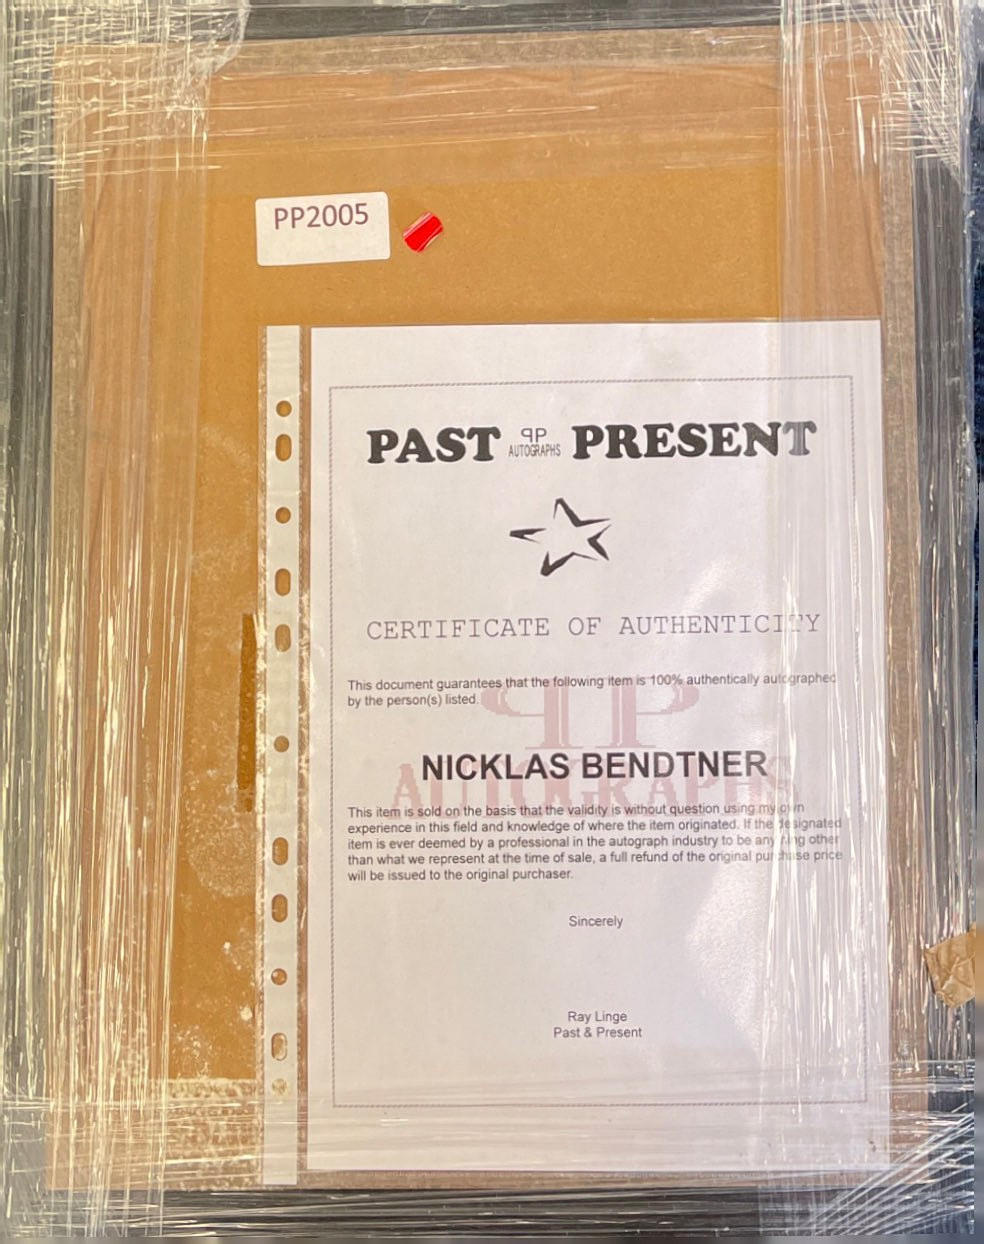 PP2005
PAST PP AUTOGRAPHS PRESENT
CERTIFICATE OF AUTHENTICITY
This document guarantees that the following item is 100% authentically autographed
by the person(s) listed.
PP
NICKLAS BENDTNER
AUTOGRAPHS
This item is sold on the basis that the validity is without question using my own
experience in this field and knowledge of where the item originated. If the designated
item is ever deemed by a professional in the autograph industry to be anything other
than what we represent at the time of sale, a full refund of the original purchase price
will be issued to the original purchaser.
Sincerely
Ray Linge
Past & Present